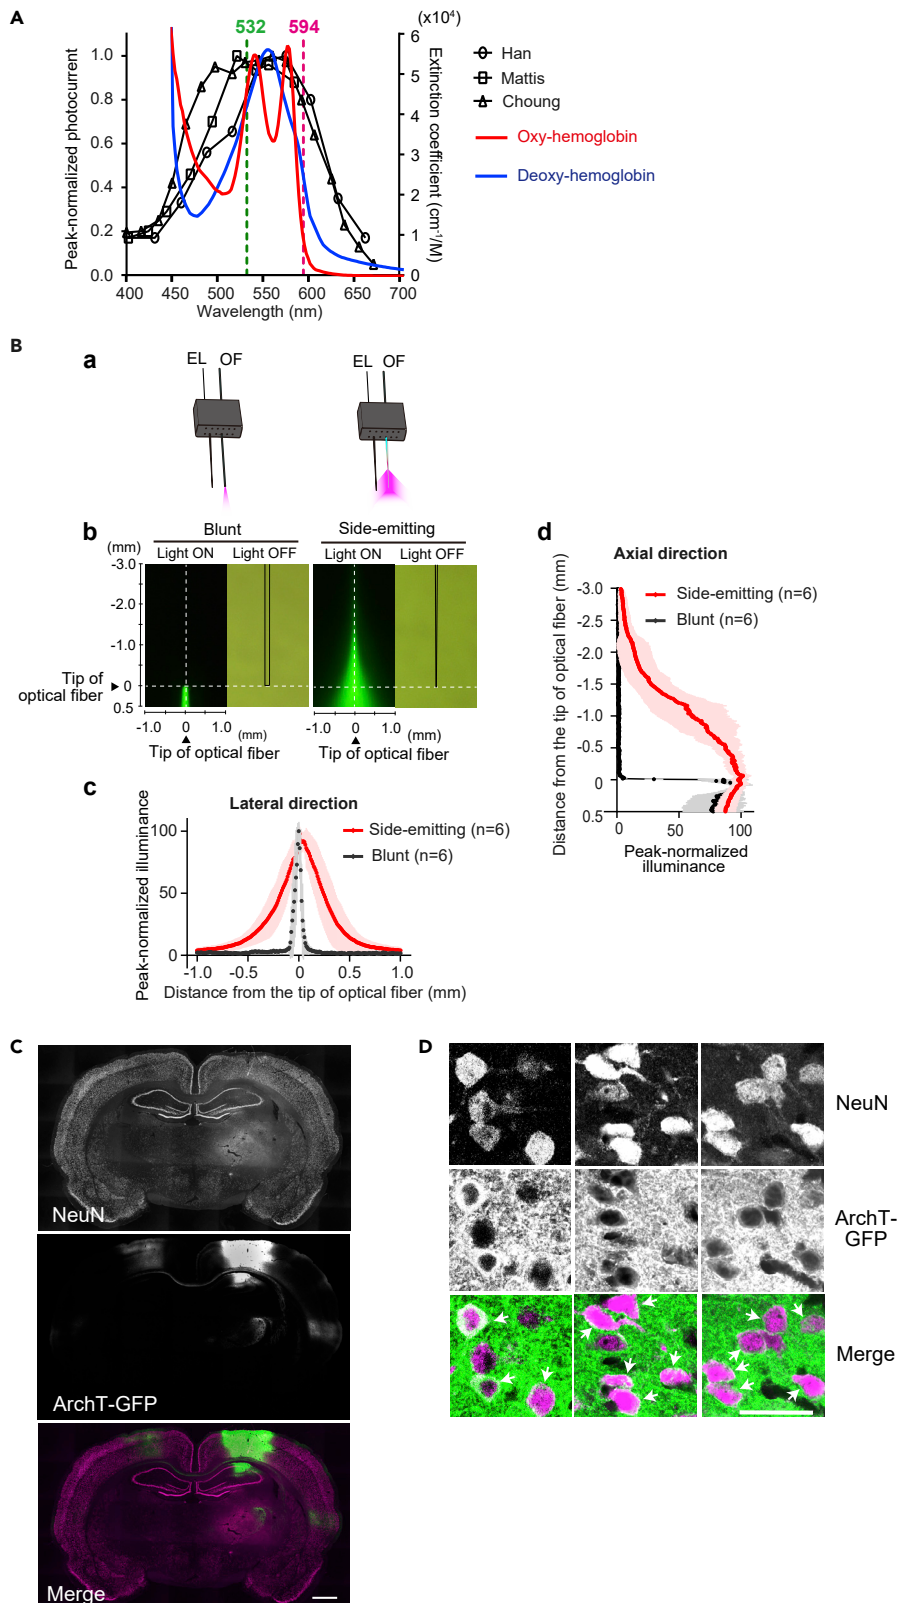 A
532 594
(x10⁴)
Peak-normalized photocurrent
1.0
0.8
0.6
0.4
0.2
0.0
6
5
4
3
2
1
0
Extinction coefficient (cm⁻¹/M)
400 450 500 550 600 650 700
Wavelength (nm)
Han
Mattis
Choung
Oxy-hemoglobin
Deoxy-hemoglobin
B
a
EL OF
EL OF
b
Blunt
Side-emitting
(mm)
Light ON Light OFF
Light ON Light OFF
-3.0
-2.0
-1.0
0
0.5
Tip of
optical fiber
-1.0 0 1.0 (mm)
-1.0 0 1.0 (mm)
Tip of optical fiber
Tip of optical fiber
c
Lateral direction
Peak-normalized illuminance
100
50
0
Side-emitting (n=6)
Blunt (n=6)
-1.0 -0.5 0 0.5 1.0
Distance from the tip of optical fiber (mm)
d
Axial direction
Distance from the tip of optical fiber (mm)
-3.0
-2.5
-2.0
-1.5
-1.0
-0.5
0
0.5
Side-emitting (n=6)
Blunt (n=6)
0 50 100
Peak-normalized
illuminance
C
NeuN
ArchT-GFP
Merge
D
NeuN
ArchT-
GFP
Merge